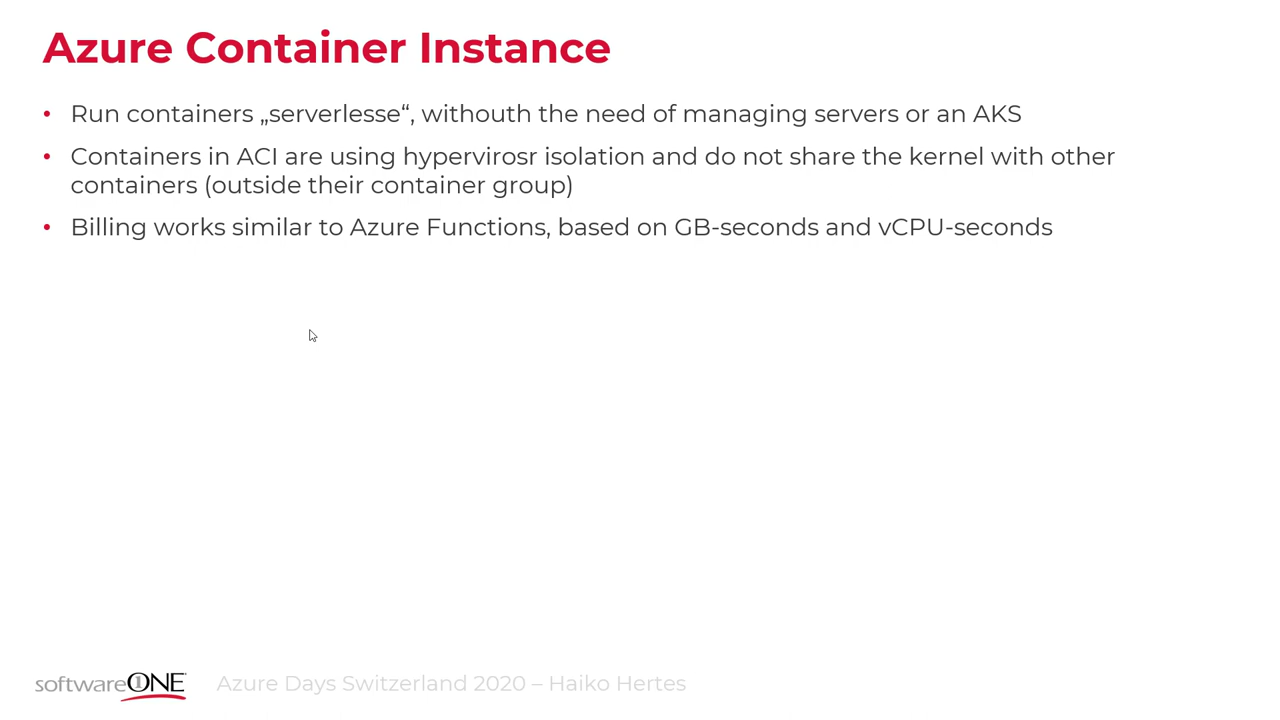 Azure Container Instance
• Run containers „serverlesse“, withouth the need of managing servers or an AKS
• Containers in ACI are using hypervirosr isolation and do not share the kernel with other
containers (outside their container group)
• Billing works similar to Azure Functions, based on GB-seconds and vCPU-seconds
softwareONE
Azure Days Switzerland 2020 – Haiko Hertes